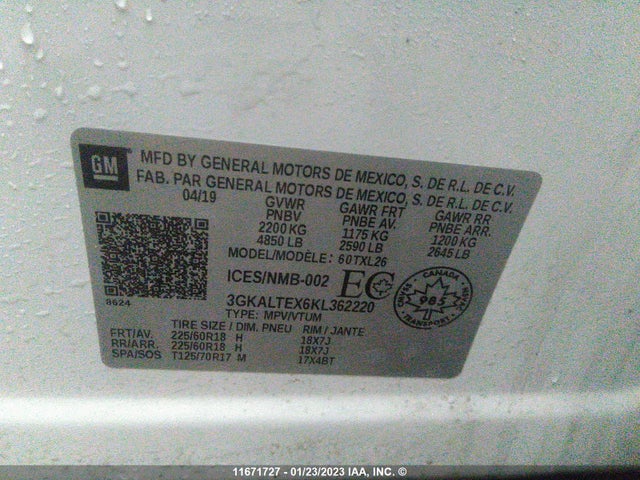 GM
MFD BY GENERAL MOTORS DE MEXICO, S. DE R.L. DE C.V.
FAB. PAR GENERAL MOTORS DE MEXICO, S. DE R.L. DE C.V.
04/19 GVWR GAWR FRT GAWR RR
PNBV PNBE AV. PNBE ARR.
2200 KG 1175 KG 1200 KG
4850 LB 2590 LB 2645 LB
MODEL/MODÈLE: 60TXL26
ICES/NMB-002 EC
8624
3GKALTEX6KL362220
TYPE: MPV/VTUM
CANADA
985
TRANSPORT
TIRE SIZE / DIM. PNEU RIM / JANTE
FRT/AV. 225/60R18 H 18X7J
RR/ARR. 225/60R18 H 18X7J
SPA/SOS T125/70R17 M 17X4BT
11671727 - 01/23/2023 IAA, INC. ©